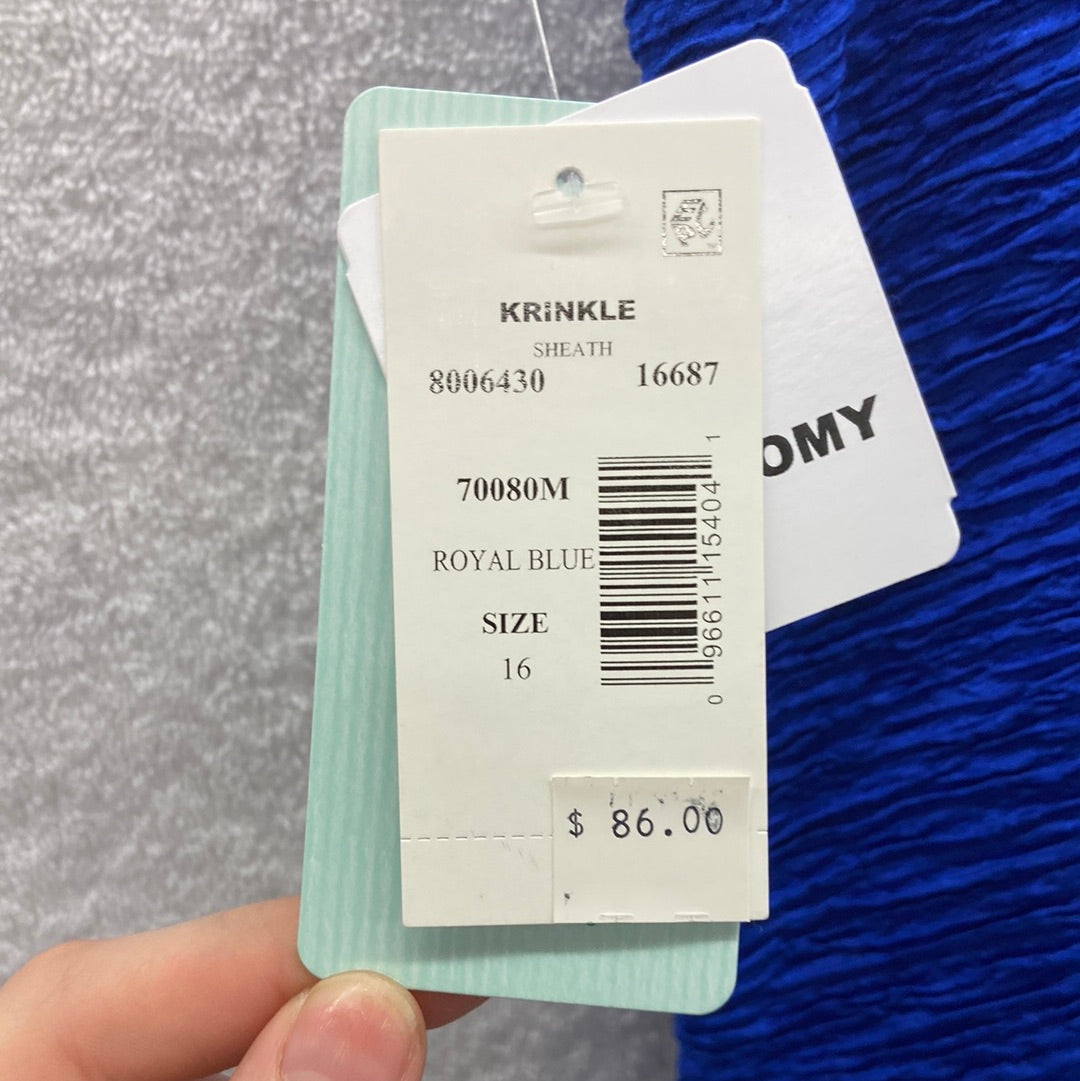 KRINKLE
SHEATH
8006430 16687
70080M
ROYAL BLUE
SIZE
16
0 96611 15404 1
$ 86.00
OMY